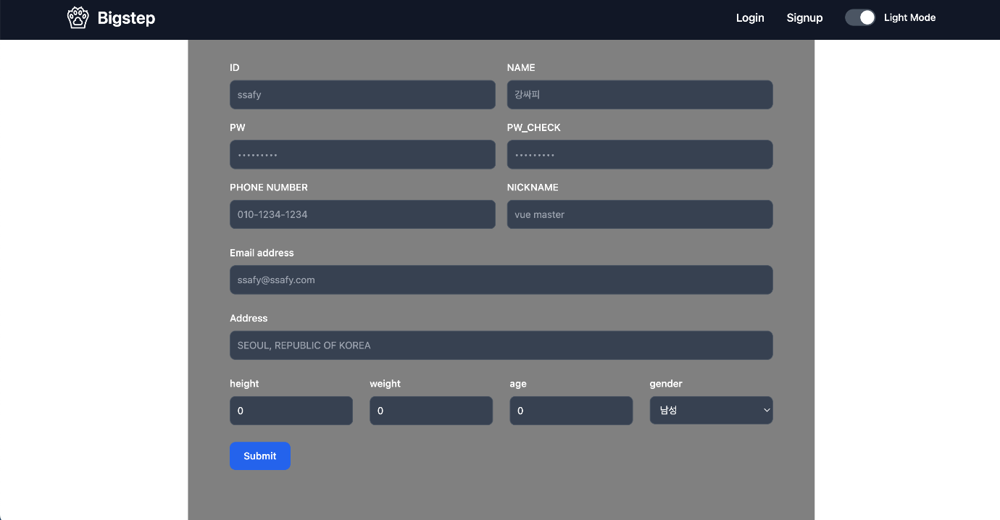 Bigstep
Login Signup Light Mode
ID NAME
ssafy 강싸피
PW PW_CHECK
••••••••• •••••••••
PHONE NUMBER NICKNAME
010-1234-1234 vue master
Email address
ssafy@ssafy.com
Address
SEOUL, REPUBLIC OF KOREA
height weight age gender
0 0 0 남성
Submit